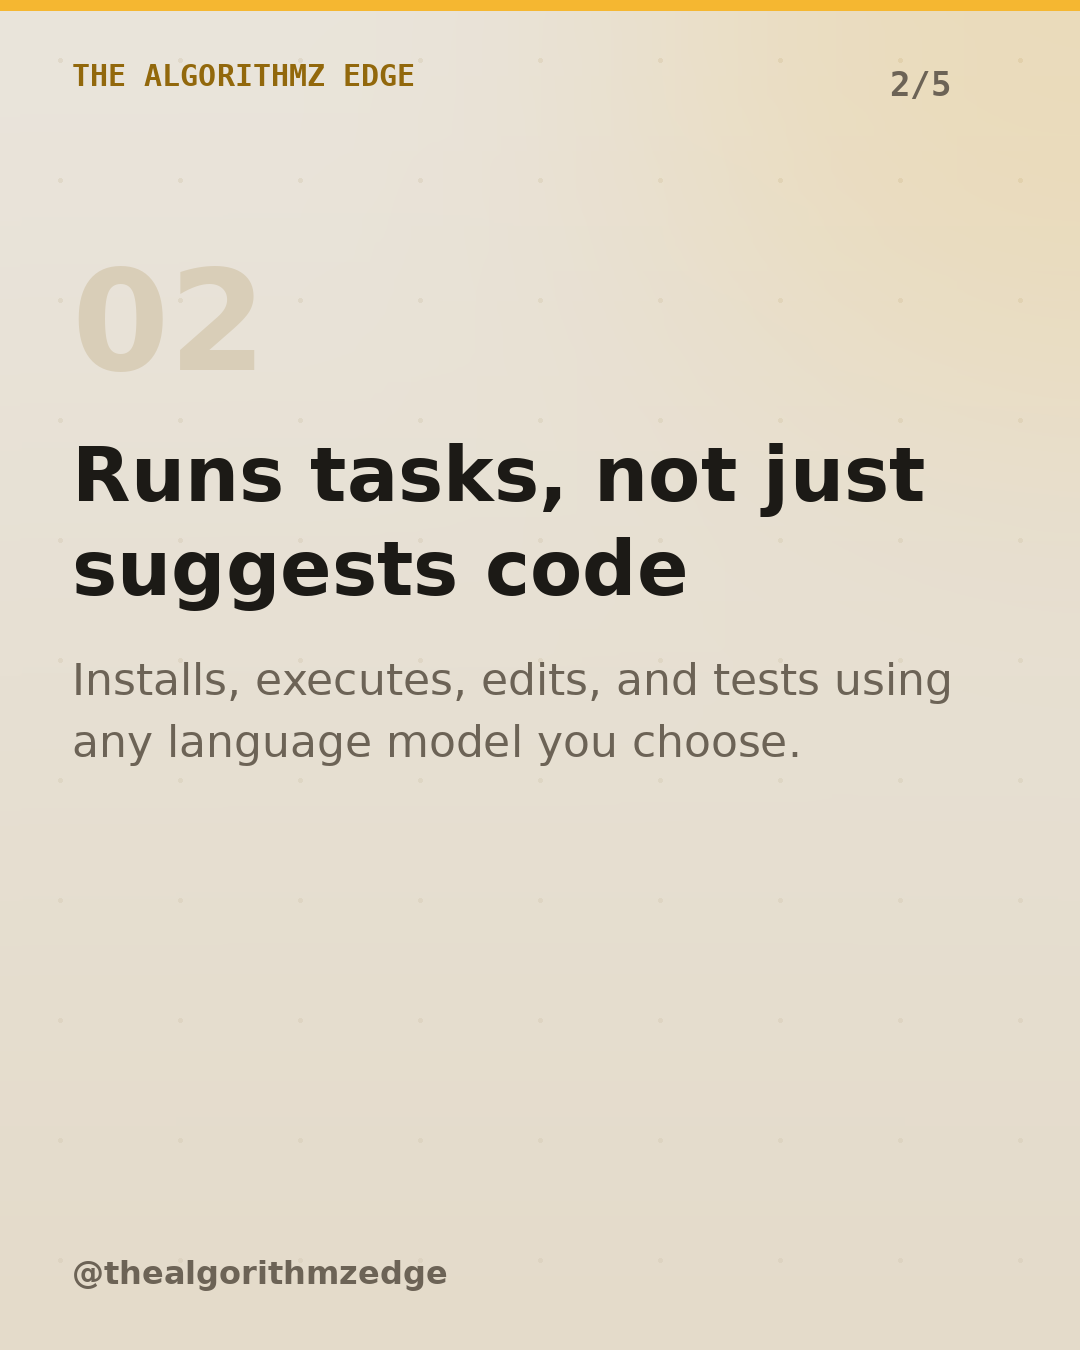 THE ALGORITHMZ EDGE
2/5
02
Runs tasks, not just
suggests code
Installs, executes, edits, and tests using
any language model you choose.
@thealgorithmzedge